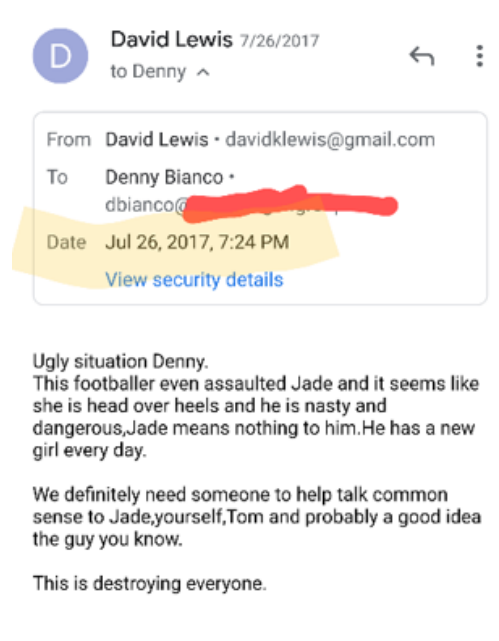 D
David Lewis 7/26/2017
to Denny
From David Lewis • davidklewis@gmail.com
To Denny Bianco •
dbianco@
Date Jul 26, 2017, 7:24 PM
View security details
Ugly situation Denny.
This footballer even assaulted Jade and it seems like
she is head over heels and he is nasty and
dangerous,Jade means nothing to him.He has a new
girl every day.
We definitely need someone to help talk common
sense to Jade,yourself,Tom and probably a good idea
the guy you know.
This is destroying everyone.